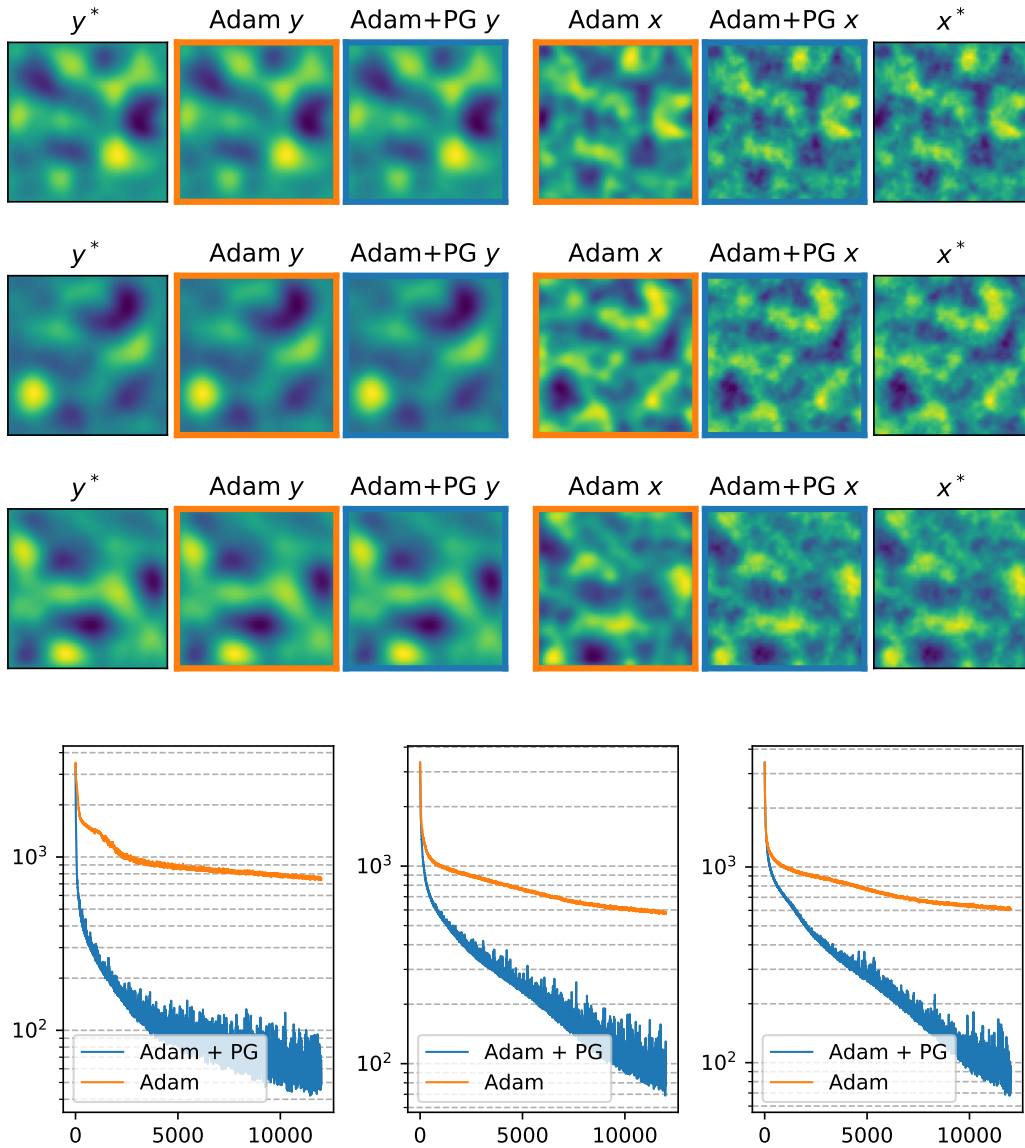 y* Adam y Adam+PG y Adam x Adam+PG x x*
y* Adam y Adam+PG y Adam x Adam+PG x x*
y* Adam y Adam+PG y Adam x Adam+PG x x*
10³ 10³ 10³
10² 10² 10²
Adam + PG Adam + PG Adam + PG
Adam Adam Adam
0 5000 10000 0 5000 10000 0 5000 10000